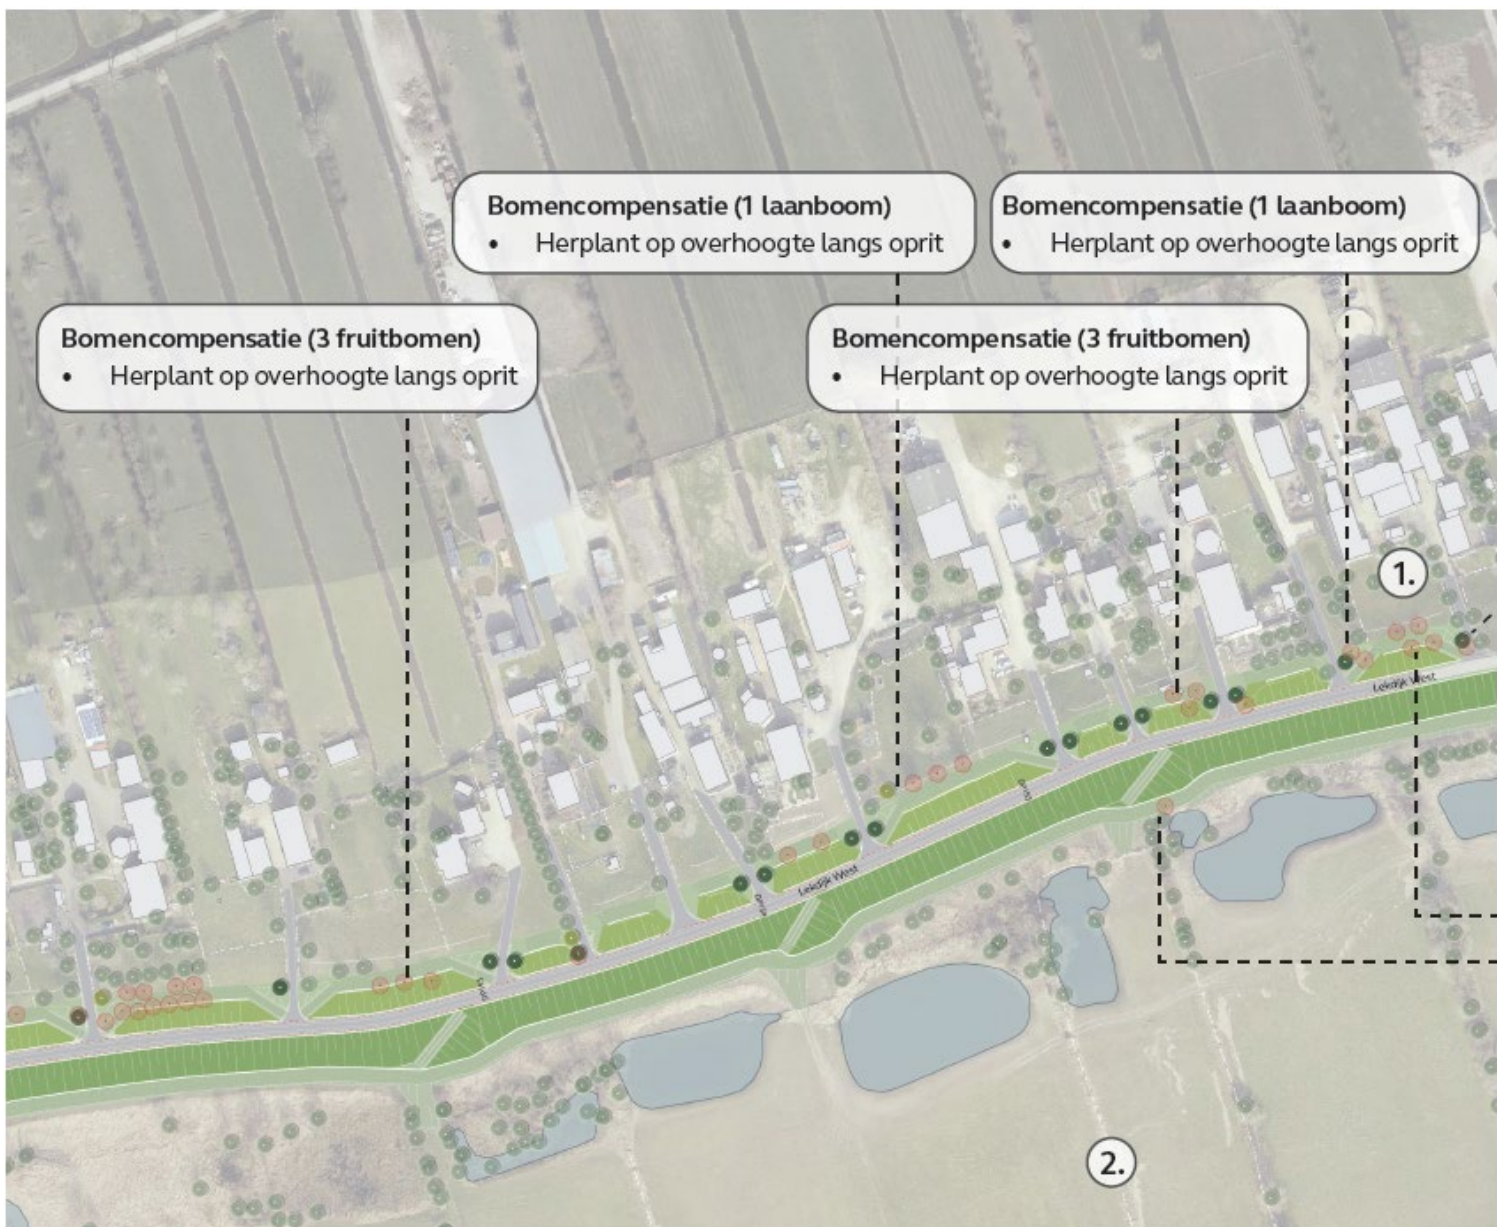 Bomencompensatie (1 laanboom)
• Herplant op overhoogte langs oprit
Bomencompensatie (1 laanboom)
• Herplant op overhoogte langs oprit
Bomencompensatie (3 fruitbomen)
• Herplant op overhoogte langs oprit
Bomencompensatie (3 fruitbomen)
• Herplant op overhoogte langs oprit
1.
Lekdijk West
Lekdijk West
2.